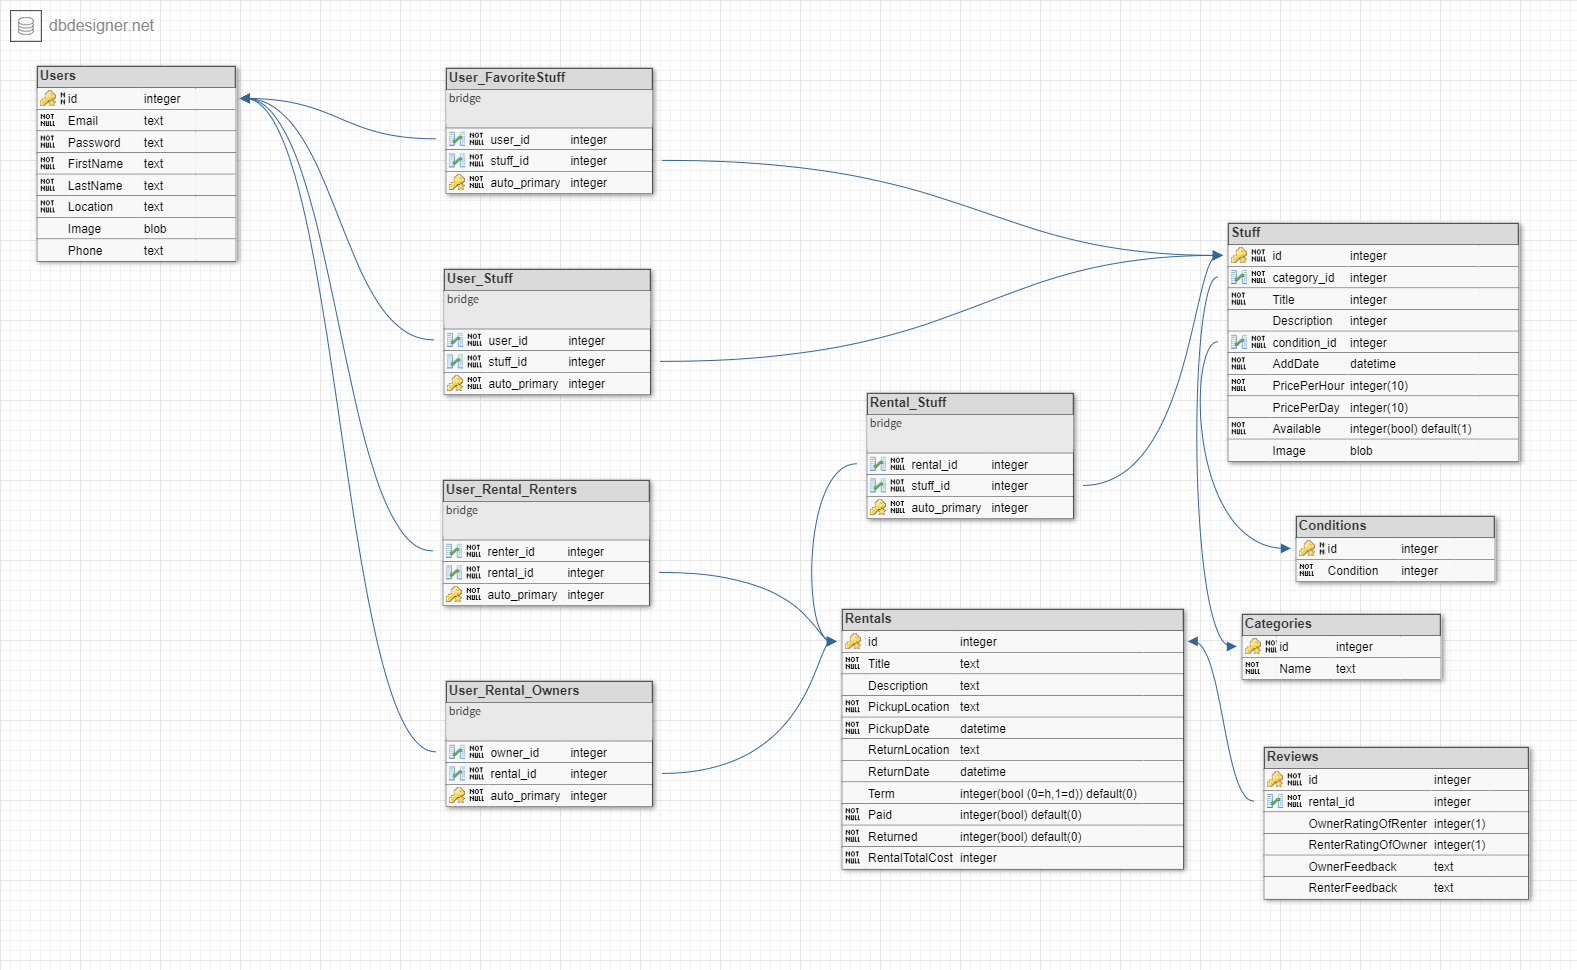 dbdesigner.net
Users
N N id integer
NOT NULL Email text
NOT NULL Password text
NOT NULL FirstName text
NOT NULL LastName text
NOT NULL Location text
Image blob
Phone text
User_FavoriteStuff
bridge
NOT NULL user_id integer
NOT NULL stuff_id integer
NOT NULL auto_primary integer
User_Stuff
bridge
NOT NULL user_id integer
NOT NULL stuff_id integer
NOT NULL auto_primary integer
User_Rental_Renters
bridge
NOT NULL renter_id integer
NOT NULL rental_id integer
NOT NULL auto_primary integer
User_Rental_Owners
bridge
NOT NULL owner_id integer
NOT NULL rental_id integer
NOT NULL auto_primary integer
Rental_Stuff
bridge
NOT NULL rental_id integer
NOT NULL stuff_id integer
NOT NULL auto_primary integer
Rentals
id integer
NOT NULL Title text
Description text
NOT NULL PickupLocation text
NOT NULL PickupDate datetime
ReturnLocation text
ReturnDate datetime
Term integer(bool (0=h,1=d)) default(0)
NOT NULL Paid integer(bool) default(0)
NOT NULL Returned integer(bool) default(0)
NOT NULL RentalTotalCost integer
Stuff
NOT NULL id integer
NOT NULL category_id integer
NOT NULL Title integer
Description integer
NOT NULL condition_id integer
NOT NULL AddDate datetime
NOT NULL PricePerHour integer(10)
PricePerDay integer(10)
NOT NULL Available integer(bool) default(1)
Image blob
Conditions
N N id integer
NOT NULL Condition integer
Categories
id integer
NOT NULL Name text
Reviews
NOT NULL id integer
NOT NULL rental_id integer
OwnerRatingOfRenter integer(1)
RenterRatingOfOwner integer(1)
OwnerFeedback text
RenterFeedback text